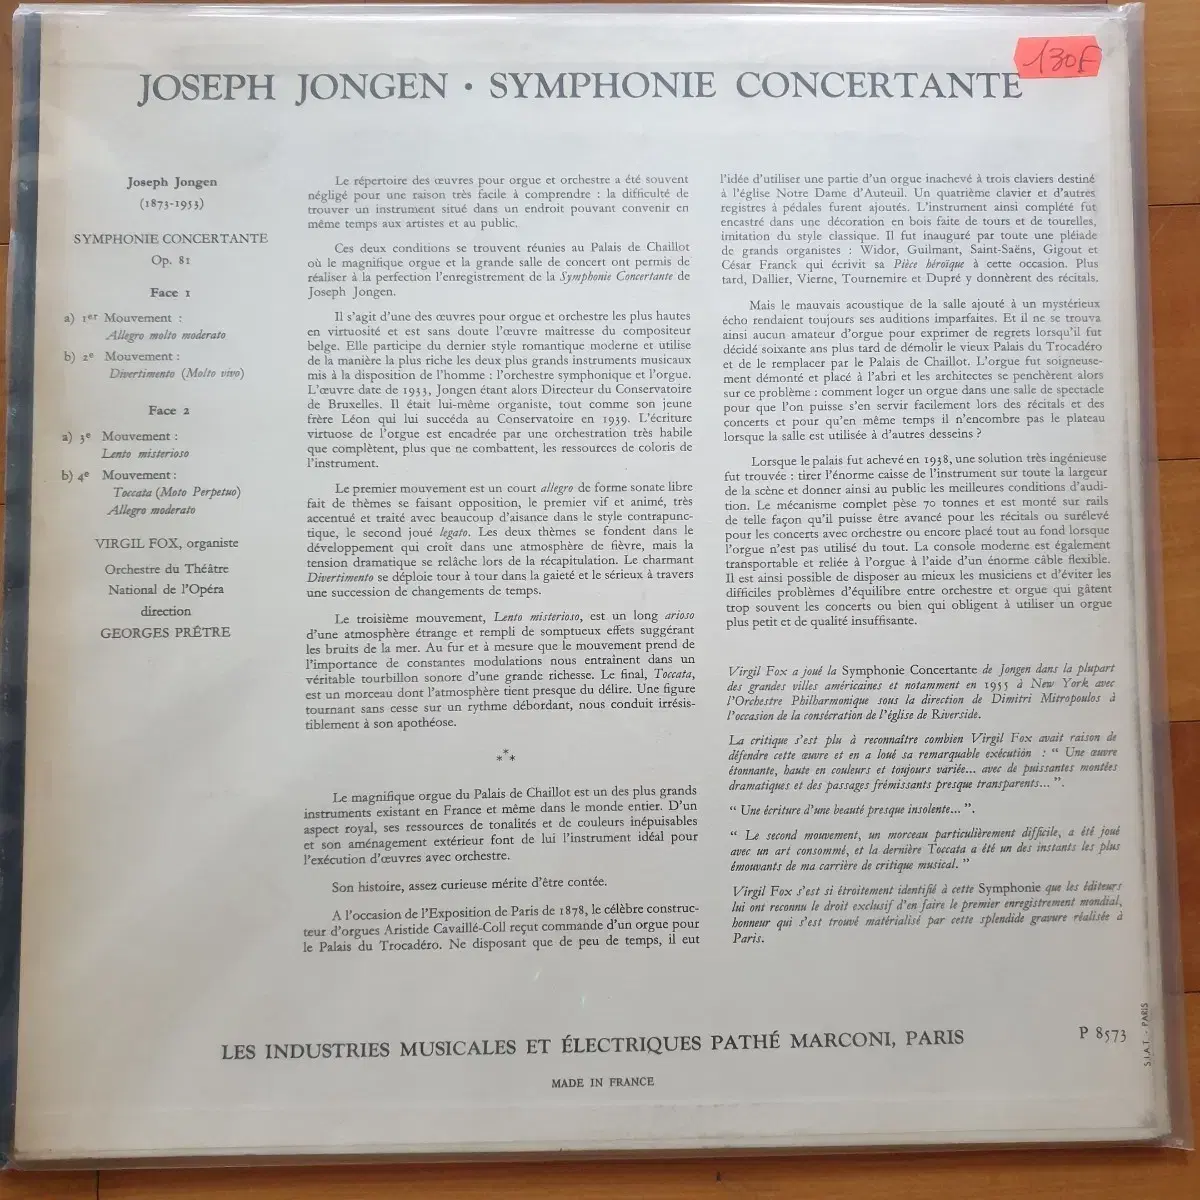 130F
JOSEPH JONGEN • SYMPHONIE CONCERTANTE
Joseph Jongen
(1873-1953)
SYMPHONIE CONCERTANTE
Op. 81
Face 1
a) 1er Mouvement :
Allegro molto moderato
b) 2e Mouvement :
Divertimento (Molto vivo)
Face 2
a) 3e Mouvement :
Lento misterioso
b) 4e Mouvement :
Toccata (Moto Perpetuo)
Allegro moderato
VIRGIL FOX, organiste
Orchestre du Théâtre
National de l'Opéra
direction
GEORGES PRÊTRE
Le répertoire des œuvres pour orgue et orchestre a été souvent
négligé pour une raison très facile à comprendre : la difficulté de
trouver un instrument situé dans un endroit pouvant convenir en
même temps aux artistes et au public.
Ces deux conditions se trouvent réunies au Palais de Chaillot
où le magnifique orgue et la grande salle de concert ont permis de
réaliser à la perfection l'enregistrement de la Symphonie Concertante de
Joseph Jongen.
Il s'agit d'une des œuvres pour orgue et orchestre les plus hautes
en virtuosité et est sans doute l'œuvre maîtresse du compositeur
belge. Elle participe du dernier style romantique moderne et utilise
de la manière la plus riche les deux plus grands instruments musicaux
mis à la disposition de l'homme : l'orchestre symphonique et l'orgue.
L'œuvre date de 1933, Jongen étant alors Directeur du Conservatoire
de Bruxelles. Il était lui-même organiste, tout comme son jeune
frère Léon qui lui succéda au Conservatoire en 1939. L'écriture
virtuose de l'orgue est encadrée par une orchestration très habile
que complètent, plus que ne combattent, les ressources de coloris de
l'instrument.
Le premier mouvement est un court allegro de forme sonate libre
fait de thèmes se faisant opposition, le premier vif et animé, très
accentué et traité avec beaucoup d'aisance dans le style contrapunc-
tique, le second joué legato. Les deux thèmes se fondent dans le
développement qui croît dans une atmosphère de fièvre, mais la
tension dramatique se relâche lors de la récapitulation. Le charmant
Divertimento se déploie tour à tour dans la gaieté et le sérieux à travers
une succession de changements de temps.
Le troisième mouvement, Lento misterioso, est un long arioso
d'une atmosphère étrange et rempli de somptueux effets suggérant
les bruits de la mer. Au fur et à mesure que le mouvement prend de
l'importance de constantes modulations nous entraînent dans un
véritable tourbillon sonore d'une grande richesse. Le final, Toccata,
est un morceau dont l'atmosphère tient presque du délire. Une figure
tournant sans cesse sur un rythme débordant, nous conduit irrésis-
tiblement à son apothéose.
* * *
Le magnifique orgue du Palais de Chaillot est un des plus grands
instruments existant en France et même dans le monde entier. D'un
aspect royal, ses ressources de tonalités et de couleurs inépuisables
et son aménagement extérieur font de lui l'instrument idéal pour
l'exécution d'œuvres avec orchestre.
Son histoire, assez curieuse mérite d'être contée.
A l'occasion de l'Exposition de Paris de 1878, le célèbre construc-
teur d'orgues Aristide Cavaillé-Coll reçut commande d'un orgue pour
le Palais du Trocadéro. Ne disposant que de peu de temps, il eut
l'idée d'utiliser une partie d'un orgue inachevé à trois claviers destiné
à l'église Notre Dame d'Auteuil. Un quatrième clavier et d'autres
registres à pédales furent ajoutés. L'instrument ainsi complété fut
encastré dans une décoration en bois faite de tours et de tourelles,
imitation du style classique. Il fut inauguré par toute une pléiade
de grands organistes : Widor, Guilmant, Saint-Saëns, Gigout et
César Franck qui écrivit sa Pièce héroïque à cette occasion. Plus
tard, Dallier, Vierne, Tournemire et Dupré y donnèrent des récitals.
Mais le mauvais acoustique de la salle ajouté à un mystérieux
écho rendaient toujours ses auditions imparfaites. Et il ne se trouva
ainsi aucun amateur d'orgue pour exprimer de regrets lorsqu'il fut
décidé soixante ans plus tard de démolir le vieux Palais du Trocadéro
et de le remplacer par le Palais de Chaillot. L'orgue fut soigneuse-
ment démonté et placé à l'abri et les architectes se penchèrent alors
sur ce problème : comment loger un orgue dans une salle de spectacle
pour que l'on puisse s'en servir facilement lors des récitals et des
concerts et pour qu'en même temps il n'encombre pas le plateau
lorsque la salle est utilisée à d'autres desseins ?
Lorsque le palais fut achevé en 1938, une solution très ingénieuse
fut trouvée : tirer l'énorme caisse de l'instrument sur toute la largeur
de la scène et donner ainsi au public les meilleures conditions d'audi-
tion. Le mécanisme complet pèse 70 tonnes et est monté sur rails
de telle façon qu'il puisse être avancé pour les récitals ou surélevé
pour les concerts avec orchestre ou encore placé tout au fond lorsque
l'orgue n'est pas utilisé du tout. La console moderne est également
transportable et reliée à l'orgue à l'aide d'un énorme câble flexible.
Il est ainsi possible de disposer au mieux les musiciens et d'éviter les
difficiles problèmes d'équilibre entre orchestre et orgue qui gâtent
trop souvent les concerts ou bien qui obligent à utiliser un orgue
plus petit et de qualité insuffisante.
Virgil Fox a joué la Symphonie Concertante de Jongen dans la plupart
des grandes villes américaines et notamment en 1955 à New York avec
l'Orchestre Philharmonique sous la direction de Dimitri Mitropoulos à
l'occasion de la consécration de l'église de Riverside.
La critique s'est plu à reconnaître combien Virgil Fox avait raison de
défendre cette œuvre et en a loué sa remarquable exécution : “ Une œuvre
étonnante, haute en couleurs et toujours variée... avec de puissantes montées
dramatiques et des passages frémissants presque transparents... ”.
“ Une écriture d'une beauté presque insolente... ”.
“ Le second mouvement, un morceau particulièrement difficile, a été joué
avec un art consommé, et la dernière Toccata a été un des instants les plus
émouvants de ma carrière de critique musical. ”
Virgil Fox s'est si étroitement identifié à cette Symphonie que les éditeurs
lui ont reconnu le droit exclusif d'en faire le premier enregistrement mondial,
honneur qui s'est trouvé matérialisé par cette splendide gravure réalisée à
Paris.
LES INDUSTRIES MUSICALES ET ÉLECTRIQUES PATHÉ MARCONI, PARIS
P 8573
MADE IN FRANCE
S.I.A.T. - PARIS